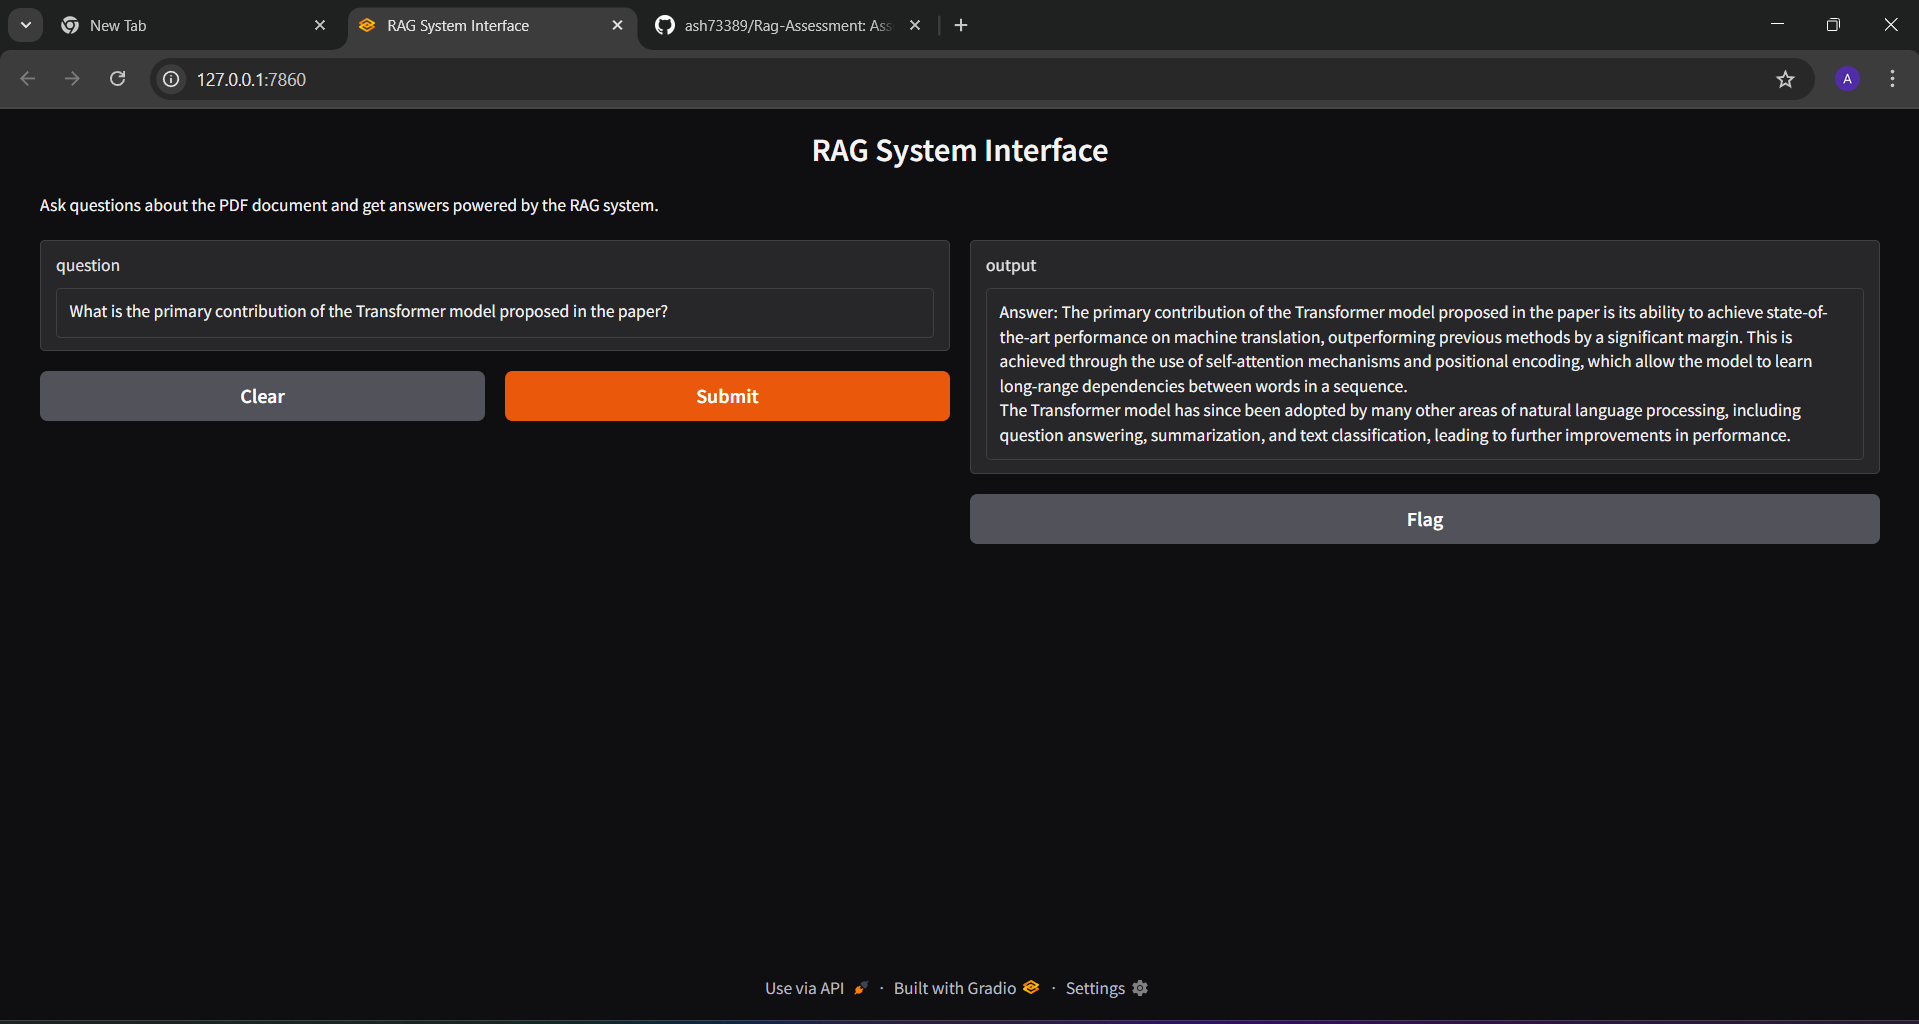 New Tab
RAG System Interface
ash73389/Rag-Assessment: Ass
127.0.0.1:7860
A
RAG System Interface
Ask questions about the PDF document and get answers powered by the RAG system.
question
What is the primary contribution of the Transformer model proposed in the paper?
Clear
Submit
output
Answer: The primary contribution of the Transformer model proposed in the paper is its ability to achieve state-of-
the-art performance on machine translation, outperforming previous methods by a significant margin. This is
achieved through the use of self-attention mechanisms and positional encoding, which allow the model to learn
long-range dependencies between words in a sequence.
The Transformer model has since been adopted by many other areas of natural language processing, including
question answering, summarization, and text classification, leading to further improvements in performance.
Flag
Use via API · Built with Gradio · Settings